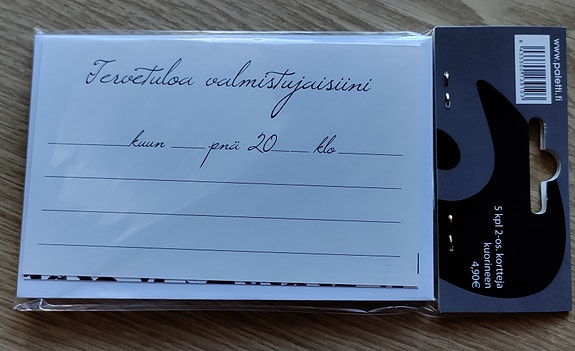 Tervetuloa valmistujaisiini
kuun pnä 20 klo
www.paletti.fi
5 kpl 2-os. kortteja
kuorineen
4,90€